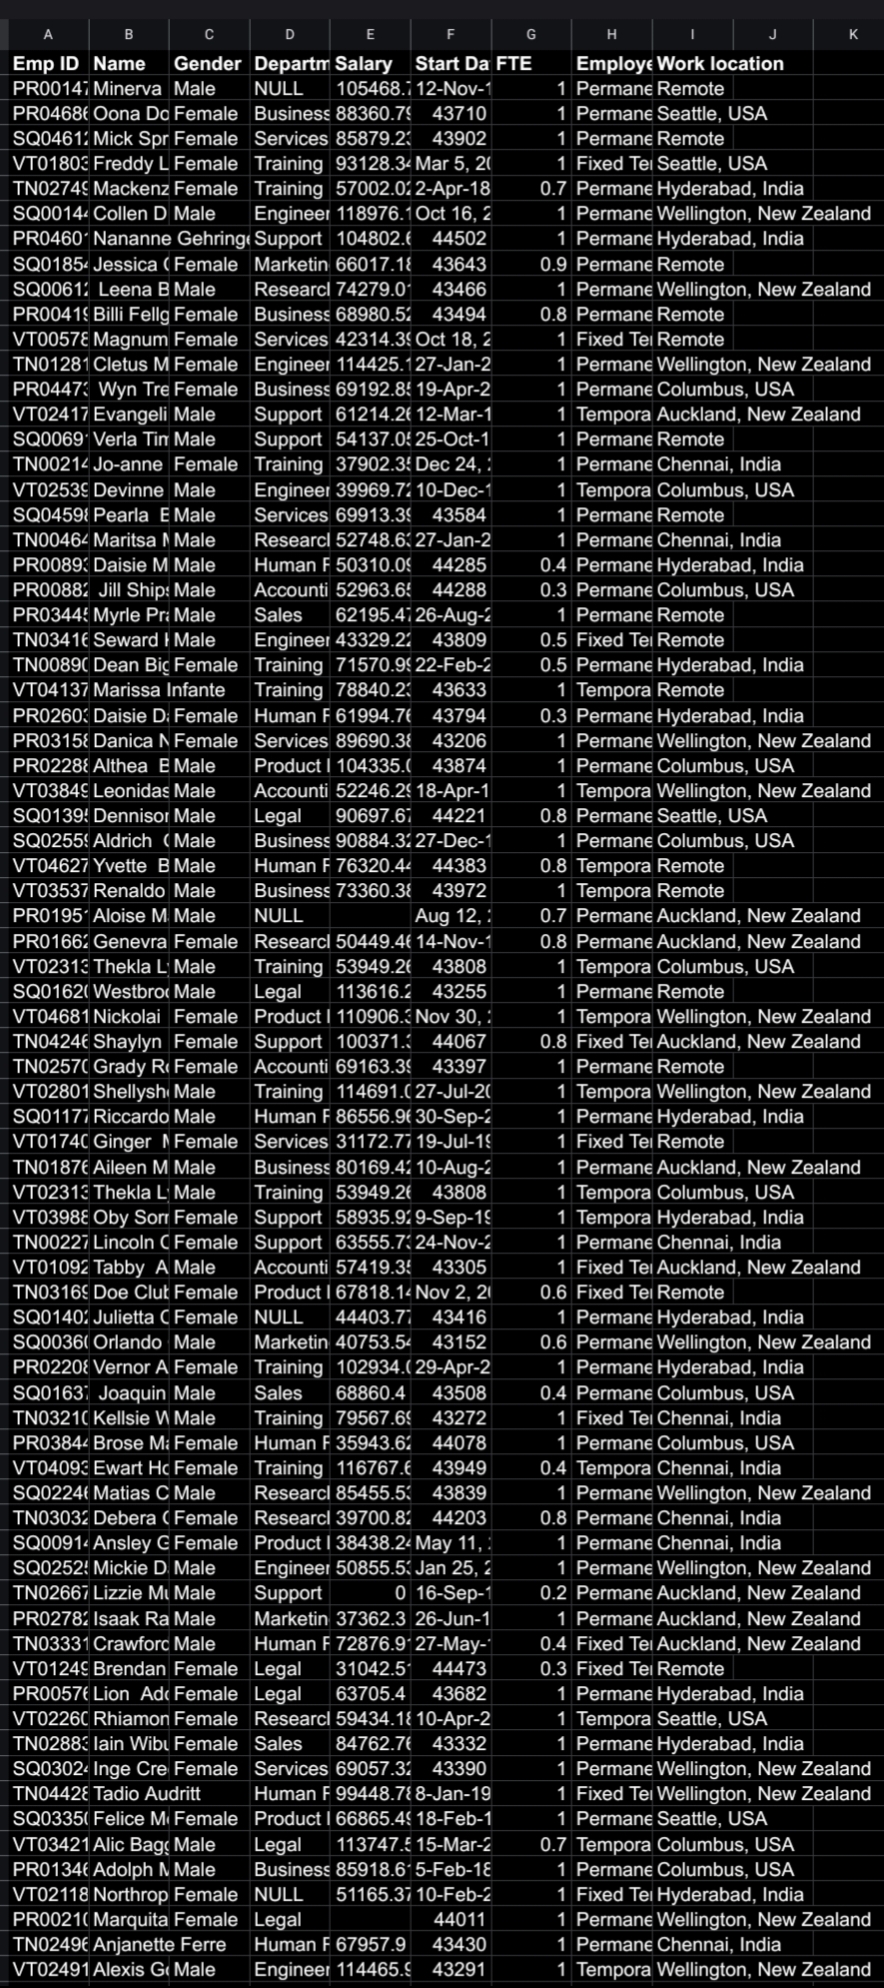 A B C D E F G H I J K
Emp ID Name Gender Departm Salary Start Da FTE Employe Work location
PR00147 Minerva Male NULL 105468.7 12-Nov-1 1 Permane Remote
PR04686 Oona Do Female Business 88360.79 43710 1 Permane Seattle, USA
SQ04612 Mick Spr Female Services 85879.23 43902 1 Permane Remote
VT01803 Freddy L Female Training 93128.34 Mar 5, 20 1 Fixed Te Seattle, USA
TN02749 Mackenz Female Training 57002.02 2-Apr-18 0.7 Permane Hyderabad, India
SQ00144 Collen D Male Engineer 118976.1 Oct 16, 2 1 Permane Wellington, New Zealand
PR04601 Nananne Gehringe Support 104802.6 44502 1 Permane Hyderabad, India
SQ01854 Jessica C Female Marketin 66017.18 43643 0.9 Permane Remote
SQ00612 Leena B Male Research 74279.01 43466 1 Permane Wellington, New Zealand
PR00419 Billi Fellg Female Business 68980.52 43494 0.8 Permane Remote
VT00578 Magnum Female Services 42314.39 Oct 18, 2 1 Fixed Te Remote
TN01281 Cletus M Female Engineer 114425.1 27-Jan-2 1 Permane Wellington, New Zealand
PR04473 Wyn Tre Female Business 69192.85 19-Apr-2 1 Permane Columbus, USA
VT02417 Evangeli Male Support 61214.26 12-Mar-1 1 Tempora Auckland, New Zealand
SQ00691 Verla Tim Male Support 54137.05 25-Oct-1 1 Permane Remote
TN00214 Jo-anne Female Training 37902.35 Dec 24, 1 Permane Chennai, India
VT02539 Devinne Male Engineer 39969.72 10-Dec-1 1 Tempora Columbus, USA
SQ04598 Pearla B Male Services 69913.39 43584 1 Permane Remote
TN00464 Maritsa M Male Research 52748.63 27-Jan-2 1 Permane Chennai, India
PR00893 Daisie M Male Human R 50310.09 44285 0.4 Permane Hyderabad, India
PR00882 Jill Ships Male Accounti 52963.65 44288 0.3 Permane Columbus, USA
PR03445 Myrle Pra Male Sales 62195.47 26-Aug-2 1 Permane Remote
TN03416 Seward Male Engineer 43329.22 43809 0.5 Fixed Te Remote
TN00890 Dean Big Female Training 71570.99 22-Feb-2 0.5 Permane Hyderabad, India
VT04137 Marissa Infante Training 78840.23 43633 1 Tempora Remote
PR02603 Daisie Da Female Human R 61994.76 43794 0.3 Permane Hyderabad, India
PR03158 Danica N Female Services 89690.38 43206 1 Permane Wellington, New Zealand
PR02288 Althea B Male Product 104335.0 43874 1 Permane Columbus, USA
VT03849 Leonidas Male Accounti 52246.29 18-Apr-1 1 Tempora Wellington, New Zealand
SQ01395 Dennison Male Legal 90697.67 44221 0.8 Permane Seattle, USA
SQ02559 Aldrich Male Business 90884.32 27-Dec-1 1 Permane Columbus, USA
VT04627 Yvette B Male Human R 76320.44 44383 0.8 Tempora Remote
VT03537 Renaldo Male Business 73360.38 43972 1 Tempora Remote
PR01951 Aloise M Male NULL Aug 12, 0.7 Permane Auckland, New Zealand
PR01662 Genevra Female Research 50449.46 14-Nov-1 0.8 Permane Auckland, New Zealand
VT02313 Thekla Ly Male Training 53949.26 43808 1 Tempora Columbus, USA
SQ01620 Westbroo Male Legal 113616.2 43255 1 Permane Remote
VT04681 Nickolai Female Product 110906.3 Nov 30, 1 Tempora Wellington, New Zealand
TN04246 Shaylyn Female Support 100371.3 44067 0.8 Fixed Te Auckland, New Zealand
TN02570 Grady Ro Female Accounti 69163.39 43397 1 Permane Remote
VT02801 Shellyshe Male Training 114691.0 27-Jul-20 1 Tempora Wellington, New Zealand
SQ01177 Riccardo Male Human R 86556.96 30-Sep-2 1 Permane Hyderabad, India
VT01740 Ginger M Female Services 31172.77 19-Jul-19 1 Fixed Te Remote
TN01876 Aileen M Male Business 80169.42 10-Aug-2 1 Permane Auckland, New Zealand
VT02313 Thekla Ly Male Training 53949.26 43808 1 Tempora Columbus, USA
VT03988 Oby Sorr Female Support 58935.92 9-Sep-19 1 Tempora Hyderabad, India
TN00227 Lincoln C Female Support 63555.73 24-Nov-2 1 Permane Chennai, India
VT01092 Tabby A Male Accounti 57419.35 43305 1 Fixed Te Auckland, New Zealand
TN03169 Doe Club Female Product 67818.14 Nov 2, 20 0.6 Fixed Te Remote
SQ01402 Julietta C Female NULL 44403.77 43416 1 Permane Hyderabad, India
SQ00360 Orlando Male Marketin 40753.54 43152 0.6 Permane Wellington, New Zealand
PR02208 Vernor A Female Training 102934.0 29-Apr-2 1 Permane Hyderabad, India
SQ01637 Joaquin Male Sales 68860.4 43508 0.4 Permane Columbus, USA
TN03210 Kellsie W Male Training 79567.69 43272 1 Fixed Te Chennai, India
PR03844 Brose Ma Female Human R 35943.62 44078 1 Permane Columbus, USA
VT04093 Ewart Ho Female Training 116767.6 43949 0.4 Tempora Chennai, India
SQ02246 Matias C Male Research 85455.53 43839 1 Permane Wellington, New Zealand
TN03032 Debera Female Research 39700.82 44203 0.8 Permane Chennai, India
SQ00914 Ansley G Female Product 38438.24 May 11, 1 Permane Chennai, India
SQ02525 Mickie D Male Engineer 50855.53 Jan 25, 2 1 Permane Wellington, New Zealand
TN02667 Lizzie Mu Male Support 0 16-Sep-1 0.2 Permane Auckland, New Zealand
PR02782 Isaak Ra Male Marketin 37362.3 26-Jun-1 1 Permane Auckland, New Zealand
TN03331 Crawford Male Human R 72876.91 27-May- 0.4 Fixed Te Auckland, New Zealand
VT01249 Brendan Female Legal 31042.51 44473 0.3 Fixed Te Remote
PR00576 Lion Ado Female Legal 63705.4 43682 1 Permane Hyderabad, India
VT02260 Rhiamon Female Research 59434.18 10-Apr-2 1 Tempora Seattle, USA
TN02883 Iain Wibu Female Sales 84762.76 43332 1 Permane Hyderabad, India
SQ03024 Inge Cre Female Services 69057.32 43390 1 Permane Wellington, New Zealand
TN04428 Tadio Audritt Human R 99448.78 8-Jan-19 1 Fixed Te Wellington, New Zealand
SQ03350 Felice Mc Female Product 66865.49 18-Feb-1 1 Permane Seattle, USA
VT03421 Alic Bagg Male Legal 113747.5 15-Mar-2 0.7 Tempora Columbus, USA
PR01346 Adolph M Male Business 85918.61 5-Feb-18 1 Permane Columbus, USA
VT02118 Northrop Female NULL 51165.37 10-Feb-2 1 Fixed Te Hyderabad, India
PR00210 Marquita Female Legal 44011 1 Permane Wellington, New Zealand
TN02496 Anjanette Ferre Human R 67957.9 43430 1 Permane Chennai, India
VT02491 Alexis Go Male Engineer 114465.9 43291 1 Tempora Wellington, New Zealand